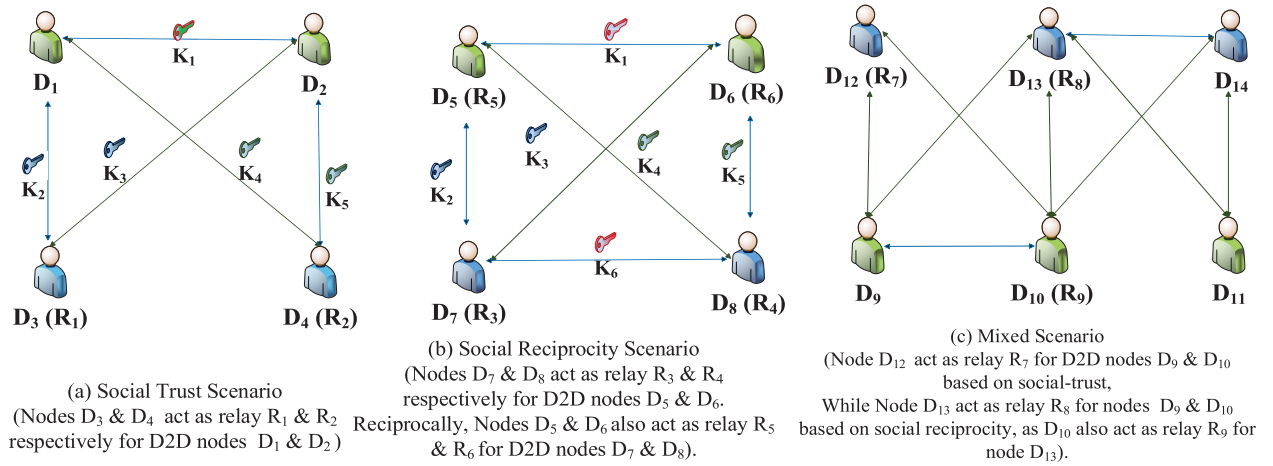 K1
D1
D2
K2
K3
K4
K5
D3 (R1)
D4 (R2)
(a) Social Trust Scenario
(Nodes D3 & D4 act as relay R1 & R2
respectively for D2D nodes D1 & D2)
K1
D5 (R5)
D6 (R6)
K3
K4
K5
K2
K6
D7 (R3)
D8 (R4)
(b) Social Reciprocity Scenario
(Nodes D7 & D8 act as relay R3 & R4
respectively for D2D nodes D5 & D6.
Reciprocally, Nodes D5 & D6 also act as relay R5
& R6 for D2D nodes D7 & D8).
D12 (R7)
D13 (R8)
D14
D9
D10 (R9)
D11
(c) Mixed Scenario
(Node D12 act as relay R7 for D2D nodes D9 & D10
based on social-trust,
While Node D13 act as relay R8 for nodes D9 & D10
based on social reciprocity, as D10 also act as relay R9 for
node D13).